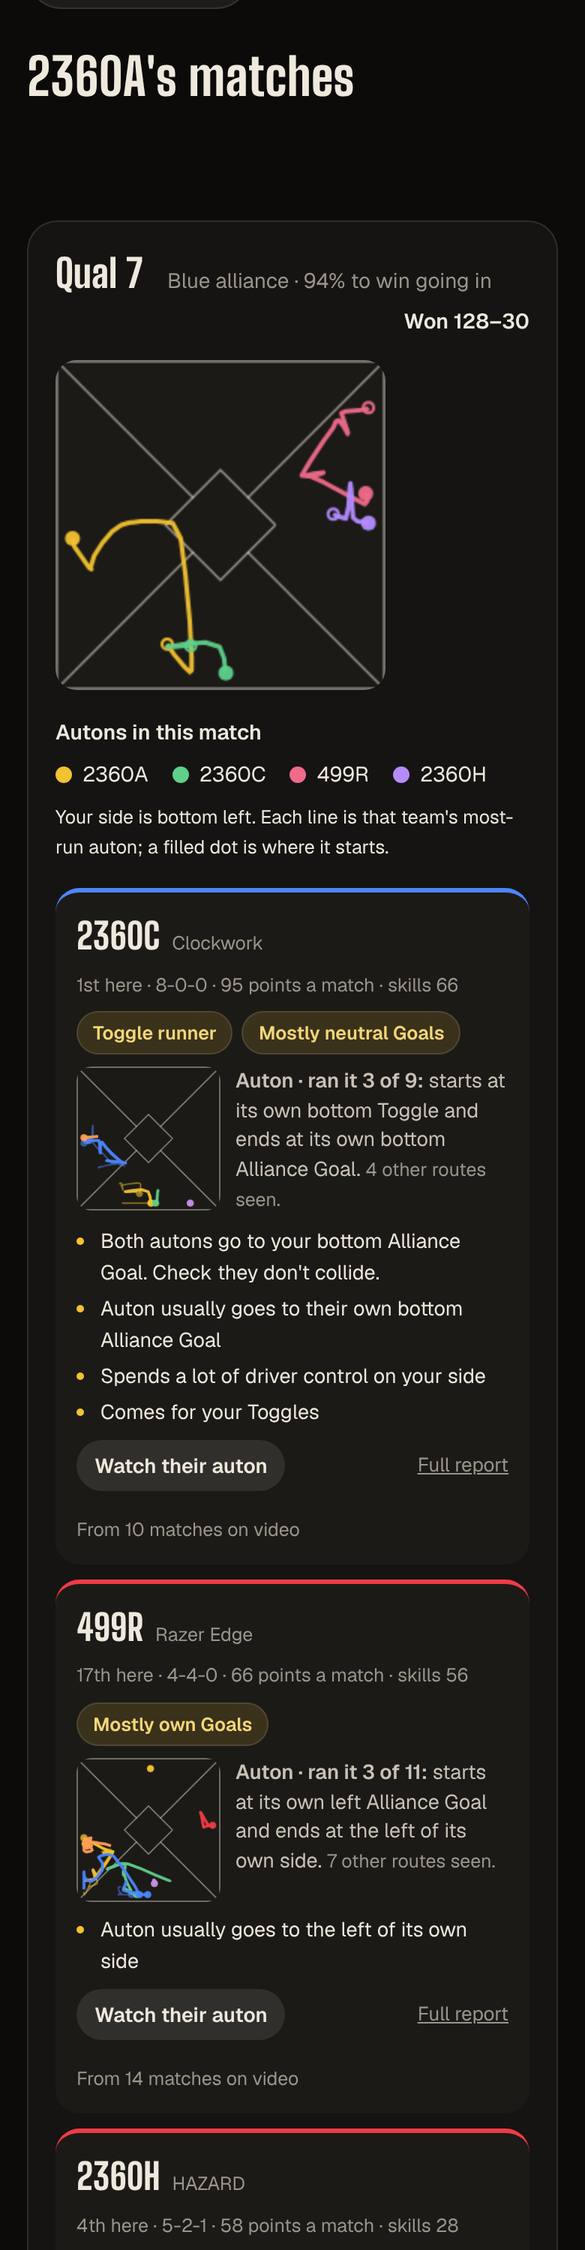 2360A's matches
Qual 7 Blue alliance · 94% to win going in
Won 128–30
Autons in this match
2360A 2360C 499R 2360H
Your side is bottom left. Each line is that team's most-
run auton; a filled dot is where it starts.
2360C Clockwork
1st here · 8-0-0 · 95 points a match · skills 66
Toggle runner Mostly neutral Goals
Auton · ran it 3 of 9: starts at
its own bottom Toggle and
ends at its own bottom
Alliance Goal. 4 other routes
seen.
Both autons go to your bottom Alliance
Goal. Check they don't collide.
Auton usually goes to their own bottom
Alliance Goal
Spends a lot of driver control on your side
Comes for your Toggles
Watch their auton Full report
From 10 matches on video
499R Razer Edge
17th here · 4-4-0 · 66 points a match · skills 56
Mostly own Goals
Auton · ran it 3 of 11: starts
at its own left Alliance Goal
and ends at the left of its
own side. 7 other routes seen.
Auton usually goes to the left of its own
side
Watch their auton Full report
From 14 matches on video
2360H HAZARD
4th here · 5-2-1 · 58 points a match · skills 28